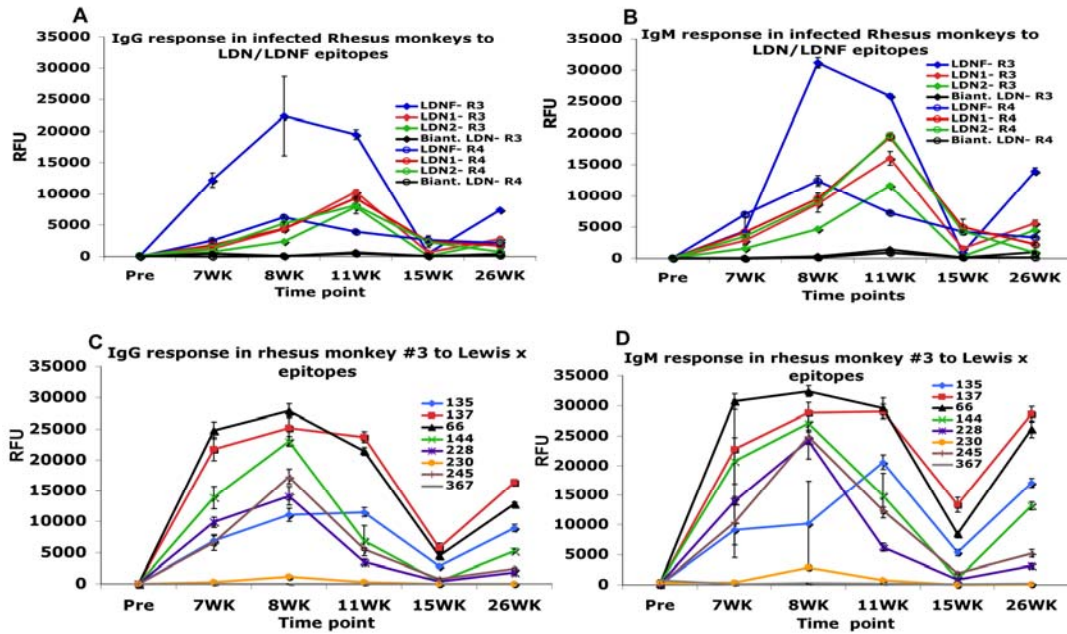 A
IgG response in infected Rhesus monkeys to
LDN/LDNF epitopes
35000
30000
25000
20000
15000
10000
5000
0
RFU
LDNF- R3
LDN1- R3
LDN2- R3
Biant. LDN- R3
LDNF- R4
LDN1- R4
LDN2- R4
Biant. LDN- R4
Pre 7WK 8WK 11WK 15WK 26WK
Time point
B
IgM response in infected Rhesus monkeys to
LDN/LDNF epitopes
35000
30000
25000
20000
15000
10000
5000
0
RFU
LDNF- R3
LDN1- R3
LDN2- R3
Biant. LDN- R3
LDNF- R4
LDN1- R4
LDN2- R4
Biant. LDN- R4
Pre 7WK 8WK 11WK 15WK 26WK
Time points
C
IgG response in rhesus monkey #3 to Lewis x
epitopes
35000
30000
25000
20000
15000
10000
5000
0
RFU
135
137
66
144
228
230
245
367
Pre 7WK 8WK 11WK 15WK 26WK
Time point
D
IgM response in rhesus monkey #3 to Lewis x
epitopes
35000
30000
25000
20000
15000
10000
5000
0
RFU
135
137
66
144
228
230
245
367
Pre 7WK 8WK 11WK 15WK 26WK
Time point